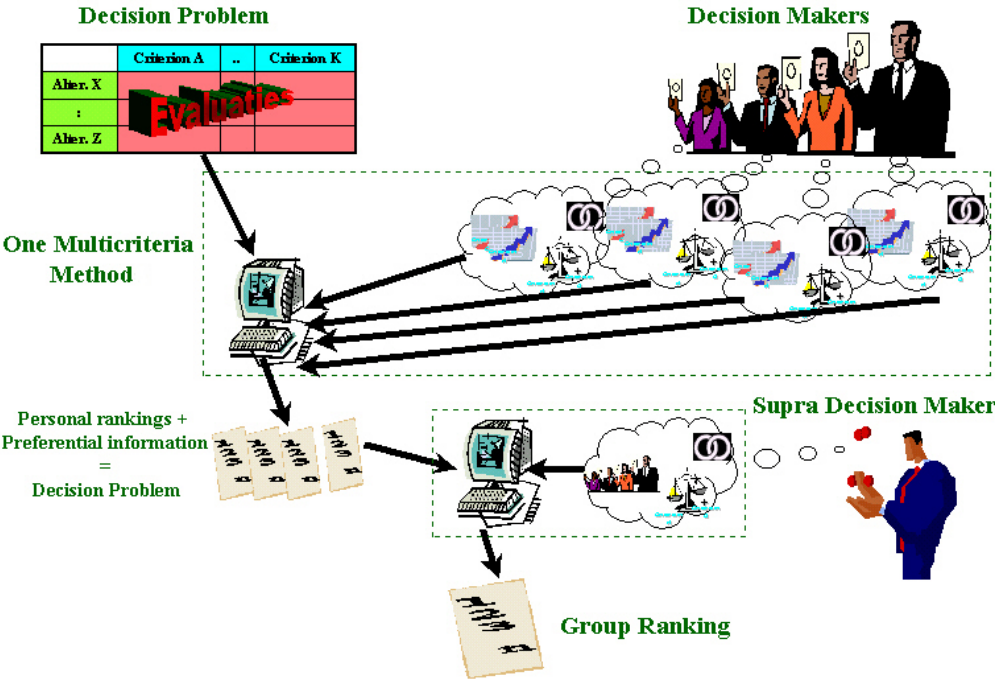 Decision Problem
Decision Makers
Criterion A
..
Criterion K
Alter. X
:
Alter. Z
Evaluaties
One Multicriteria
Method
Personal rankings +
Preferential information
=
Decision Problem
Supra Decision Maker
Group Ranking